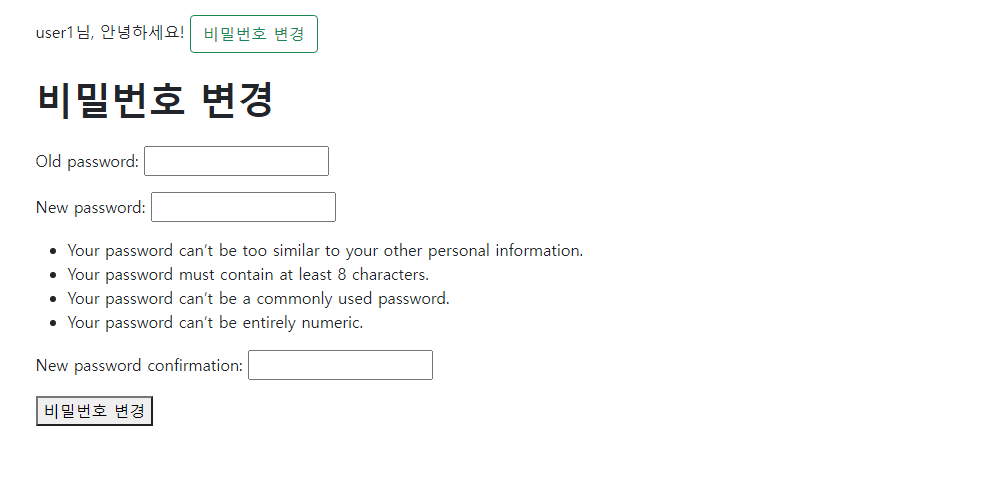 user1님, 안녕하세요! 비밀번호 변경
비밀번호 변경
Old password:
New password:
Your password can't be too similar to your other personal information.
Your password must contain at least 8 characters.
Your password can't be a commonly used password.
Your password can't be entirely numeric.
New password confirmation:
비밀번호 변경